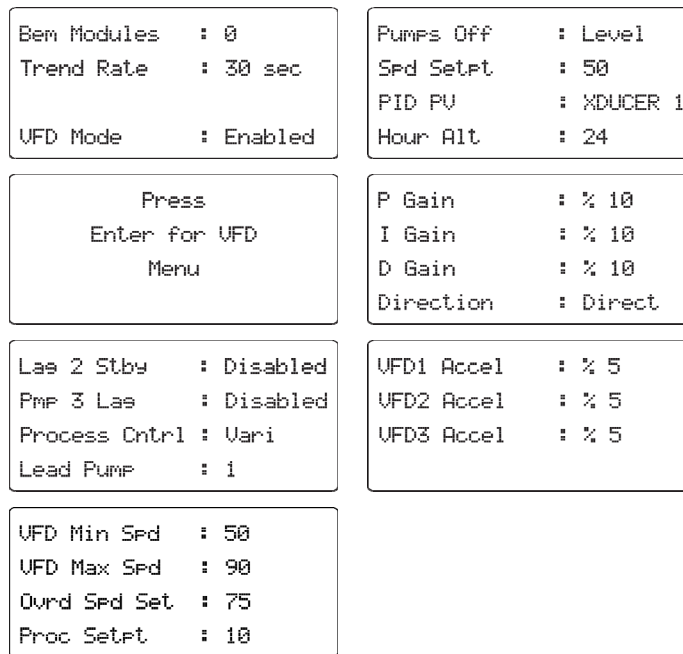 Bem Modules : 0
Trend Rate : 30 sec
VFD Mode : Enabled
Press
Enter for VFD
Menu
Lag 2 Stby : Disabled
Pmp 3 Lag : Disabled
Process Cntrl : Vari
Lead Pump : 1
VFD Min Spd : 50
VFD Max Spd : 90
Ovrd Spd Set : 75
Proc Setpt : 10
Pumps Off : Level
Spd Setpt : 50
PID PV : XDUCER 1
Hour Alt : 24
P Gain : % 10
I Gain : % 10
D Gain : % 10
Direction : Direct
VFD1 Accel : % 5
VFD2 Accel : % 5
VFD3 Accel : % 5